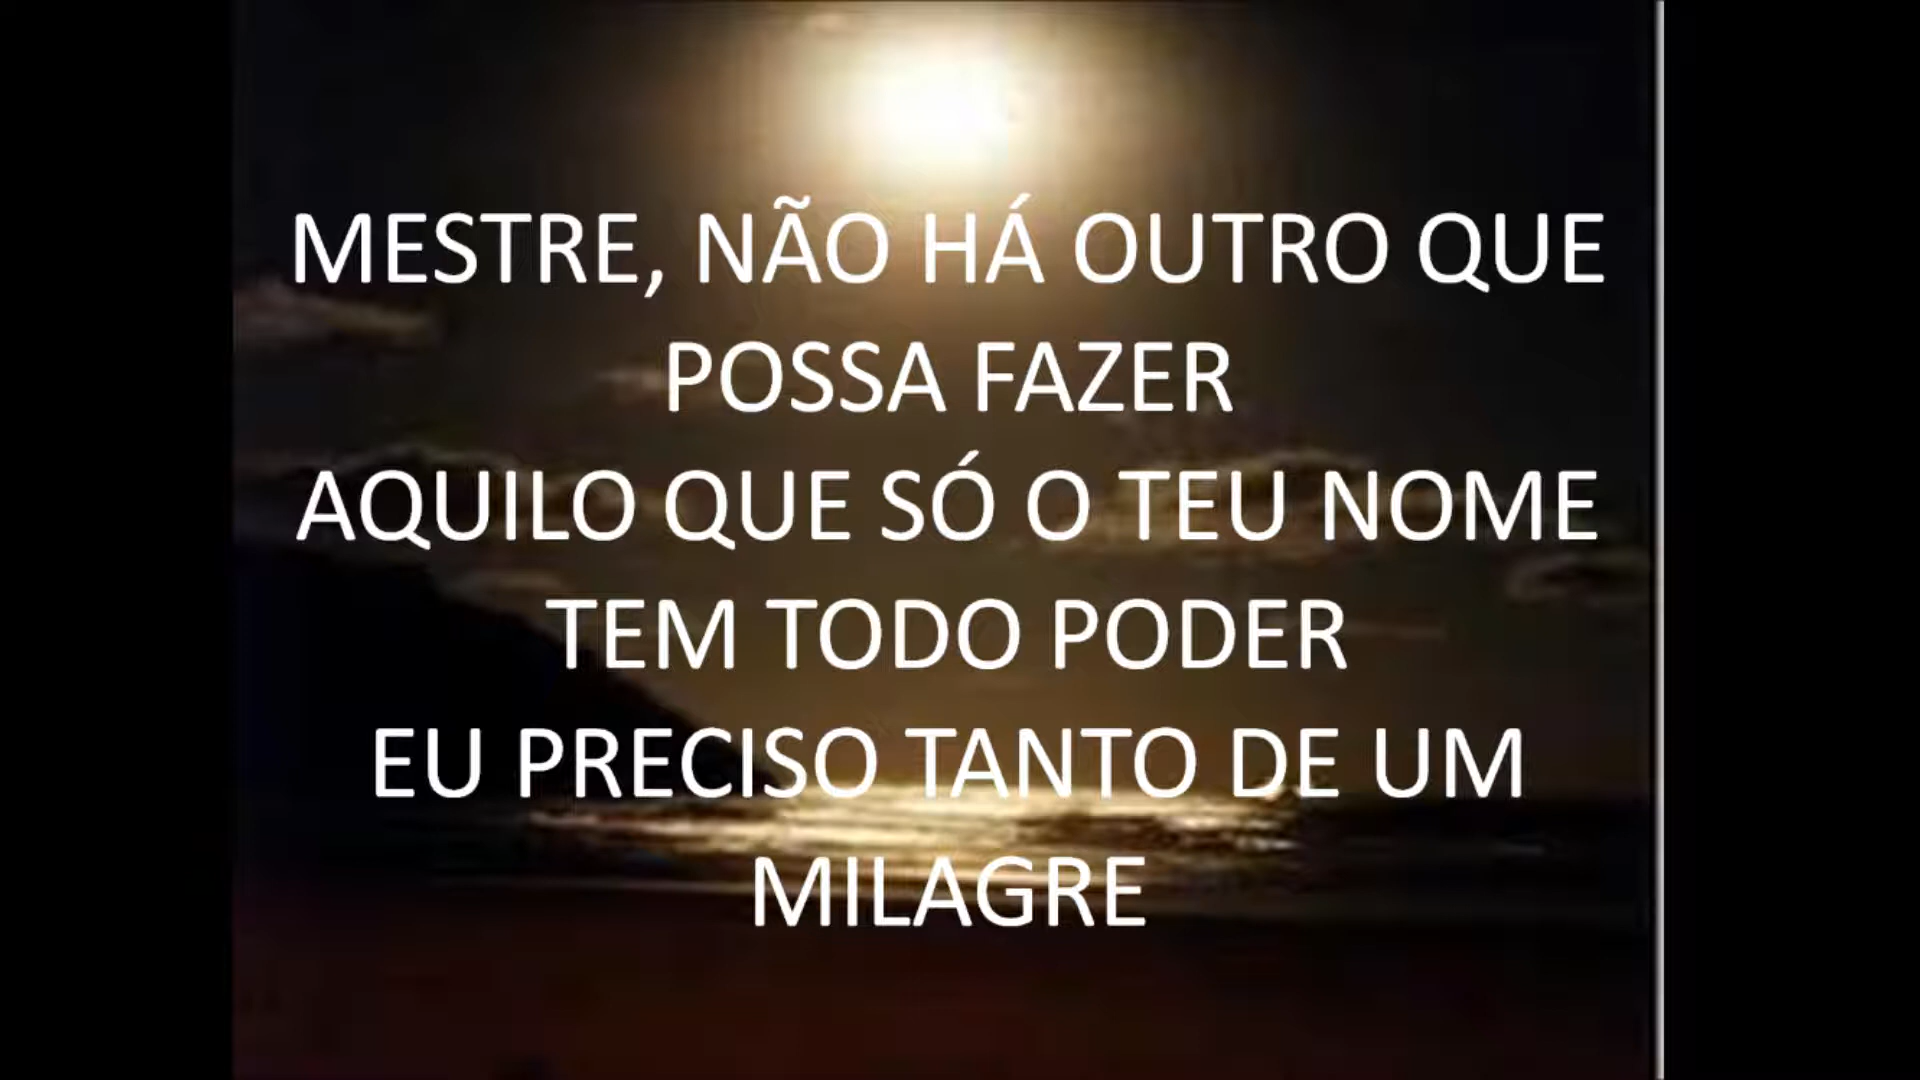 MESTRE, NÃO HÁ OUTRO QUE
POSSA FAZER
AQUILO QUE SÓ O TEU NOME
TEM TODO PODER
EU PRECISO TANTO DE UM
MILAGRE